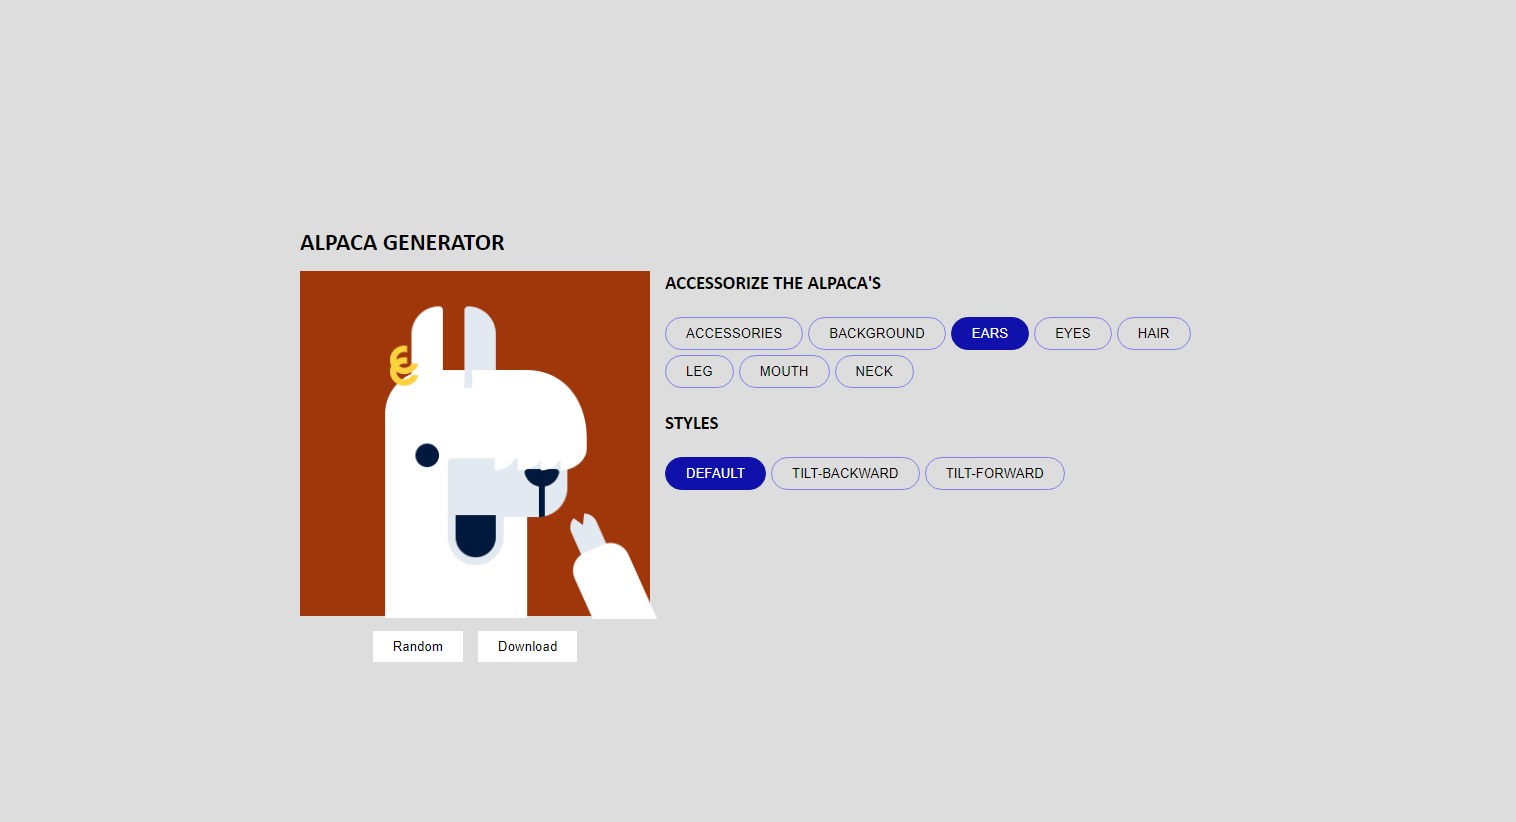 ALPACA GENERATOR
ACCESSORIZE THE ALPACA'S
ACCESSORIES BACKGROUND EARS EYES HAIR
LEG MOUTH NECK
STYLES
DEFAULT TILT-BACKWARD TILT-FORWARD
Random Download